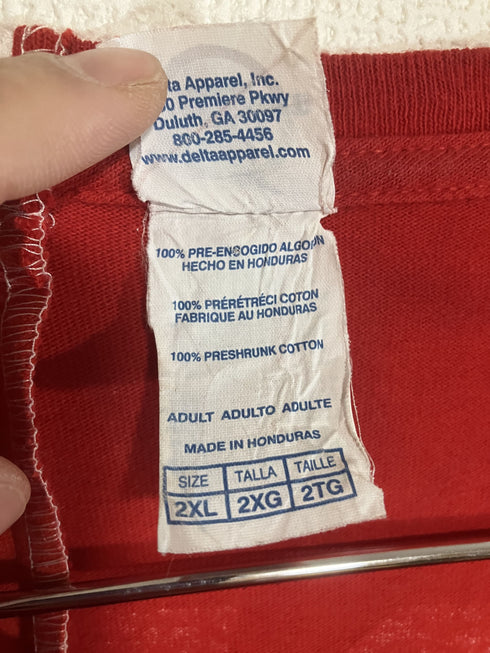 Apparel, Inc.
Premiere Pkwy
Duluth, GA 30097
800-285-4456
www.deltaapparel.com
100% PRE-ENCOGIDO ALGODON
HECHO EN HONDURAS
100% PRÉRÉTRÉCI COTON
FABRIQUE AU HONDURAS
100% PRESHRUNK COTTON
ADULT ADULTO ADULTE
MADE IN HONDURAS
SIZE TALLA TAILLE
2XL 2XG 2TG